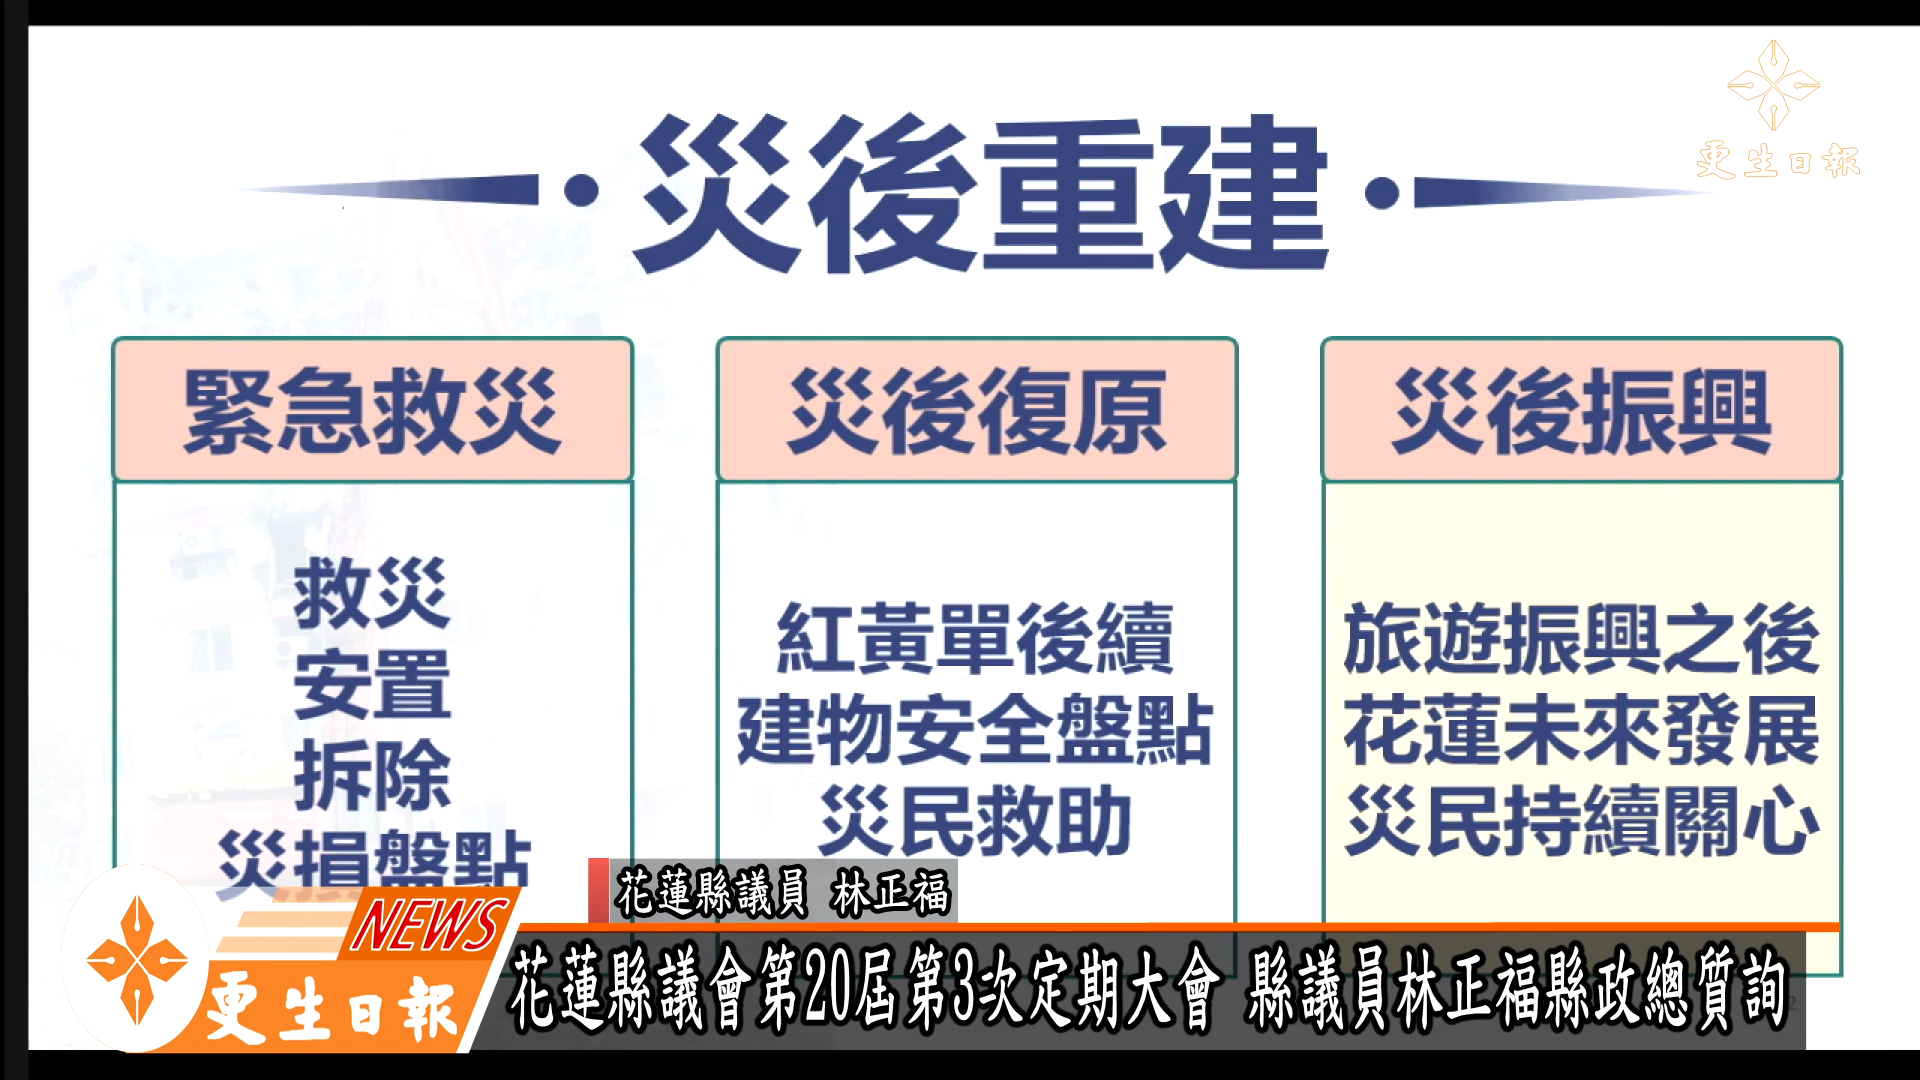 災後重建
更生日報
緊急救災
救災
安置
拆除
災損盤點
災後復原
紅黃單後續
建物安全盤點
災民救助
災後振興
旅遊振興之後
花蓮未來發展
災民持續關心
花蓮縣議員 林正福
NEWS
更生日報
花蓮縣議會第20屆第3次定期大會 縣議員林正福縣政總質詢